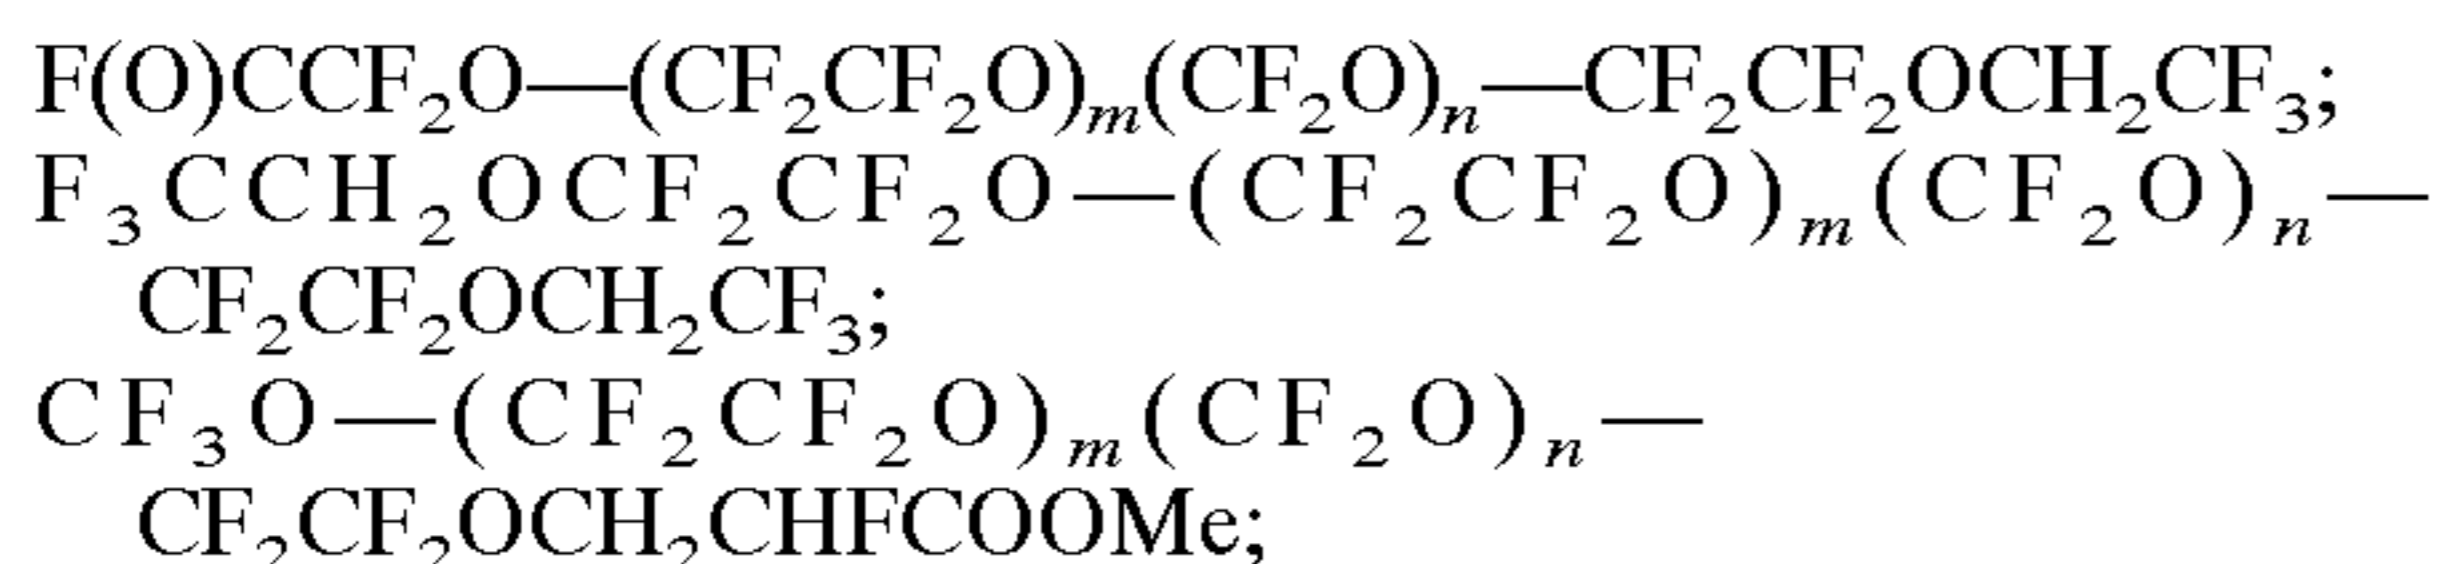 F(O)CCF₂O—(CF₂CF₂O)ₘ(CF₂O)ₙ—CF₂CF₂OCH₂CF₃;
F₃CCH₂OCF₂CF₂O—(CF₂CF₂O)ₘ(CF₂O)ₙ—
CF₂CF₂OCH₂CF₃;
CF₃O—(CF₂CF₂O)ₘ(CF₂O)ₙ—
CF₂CF₂OCH₂CHFCOOMe;